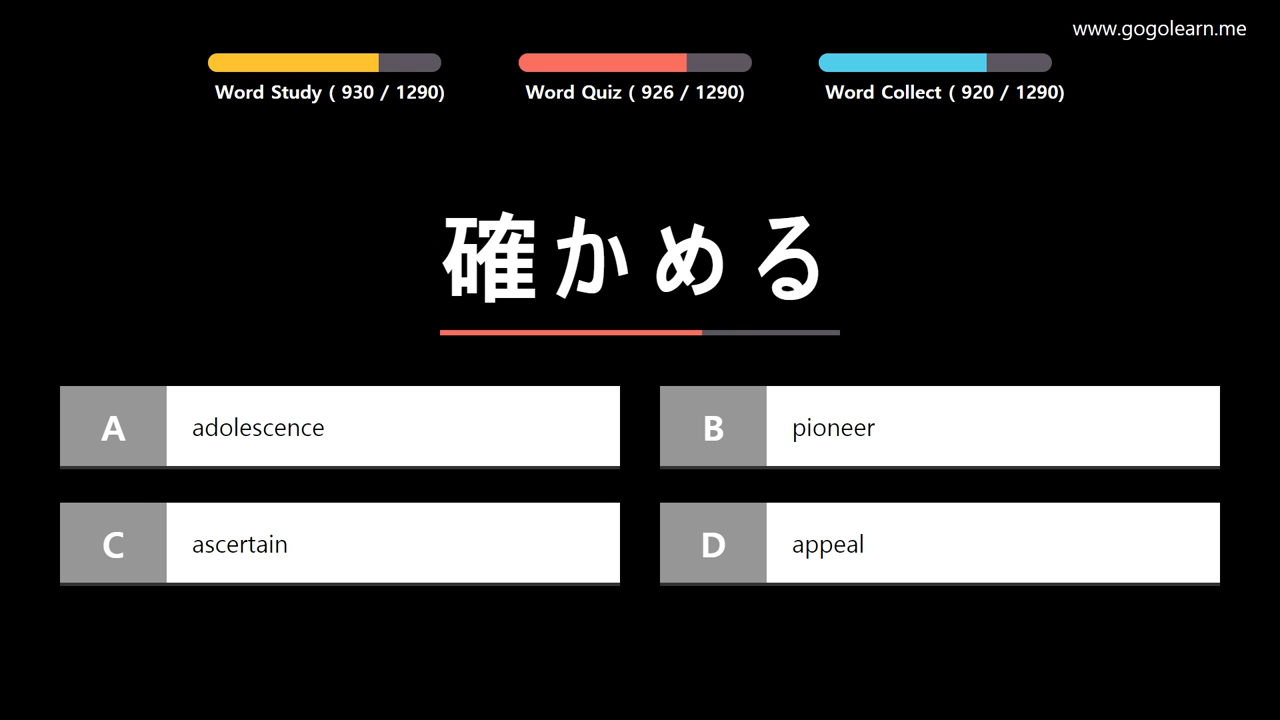 www.gogolearn.me
Word Study ( 930 / 1290)
Word Quiz ( 926 / 1290)
Word Collect ( 920 / 1290)
確かめる
A adolescence
B pioneer
C ascertain
D appeal